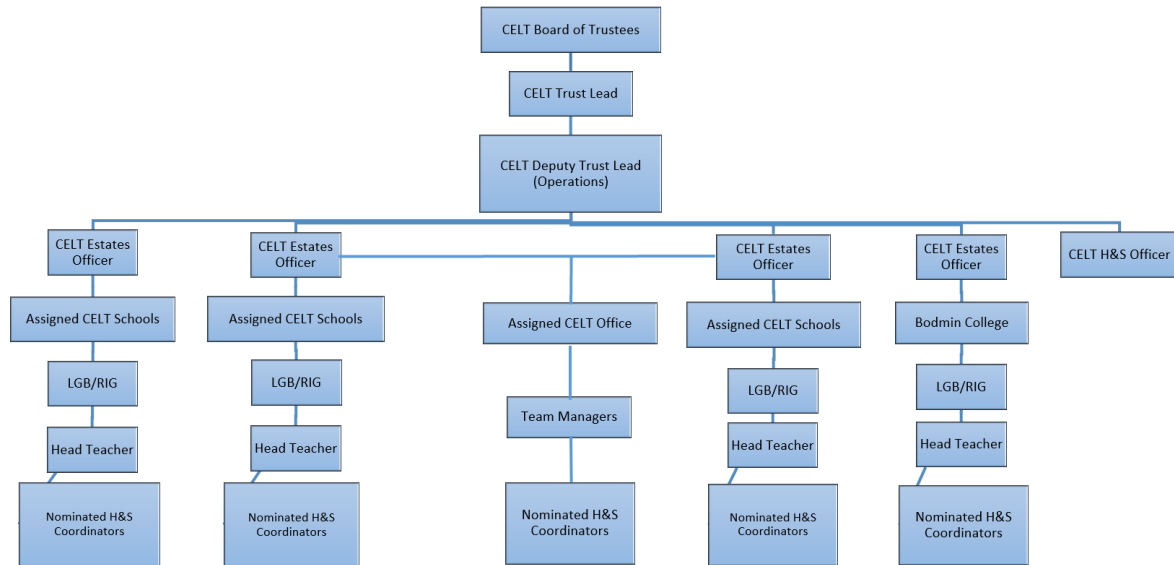 CELT Board of Trustees
CELT Trust Lead
CELT Deputy Trust Lead
(Operations)
CELT Estates
Officer
CELT Estates
Officer
CELT Estates
Officer
CELT Estates
Officer
CELT H&S Officer
Assigned CELT Schools
Assigned CELT Schools
Assigned CELT Office
Assigned CELT Schools
Bodmin College
LGB/RIG
LGB/RIG
LGB/RIG
LGB/RIG
Team Managers
Head Teacher
Head Teacher
Head Teacher
Head Teacher
Nominated H&S
Coordinators
Nominated H&S
Coordinators
Nominated H&S
Coordinators
Nominated H&S
Coordinators
Nominated H&S
Coordinators